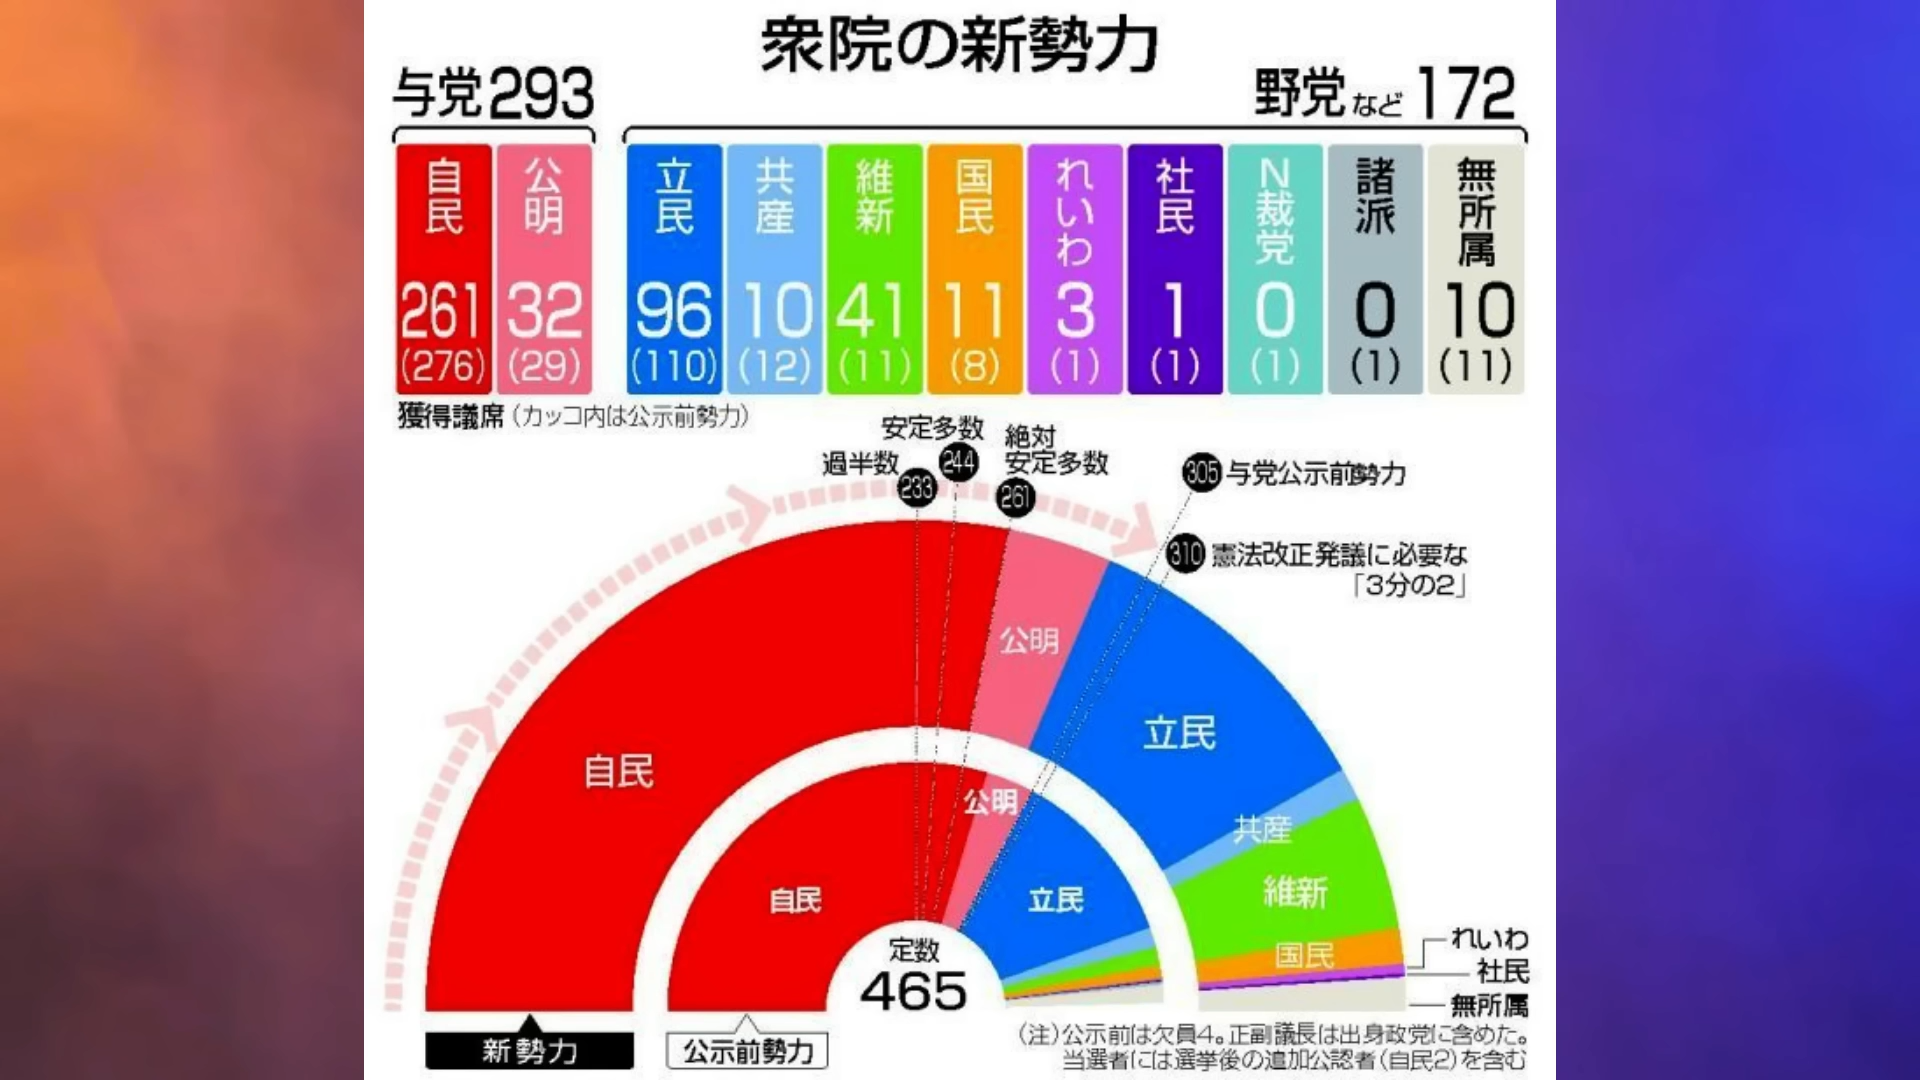 衆院の新勢力
与党293
野党など172
自民
261
(276)
公明
32
(29)
立民
96
(110)
共産
10
(12)
維新
41
(11)
国民
11
(8)
れいわ
3
(1)
社民
1
(1)
N裁党
0
(1)
諸派
0
(1)
無所属
10
(11)
獲得議席(カッコ内は公示前勢力)
過半数
233
安定多数
244
絶対
安定多数
261
305 与党公示前勢力
310 憲法改正発議に必要な
「3分の2」
自民
公明
立民
共産
維新
国民
れいわ
社民
無所属
自民
公明
立民
定数
465
新勢力
公示前勢力
(注)公示前は欠員4。正副議長は出身政党に含めた。
当選者には選挙後の追加公認者(自民2)を含む